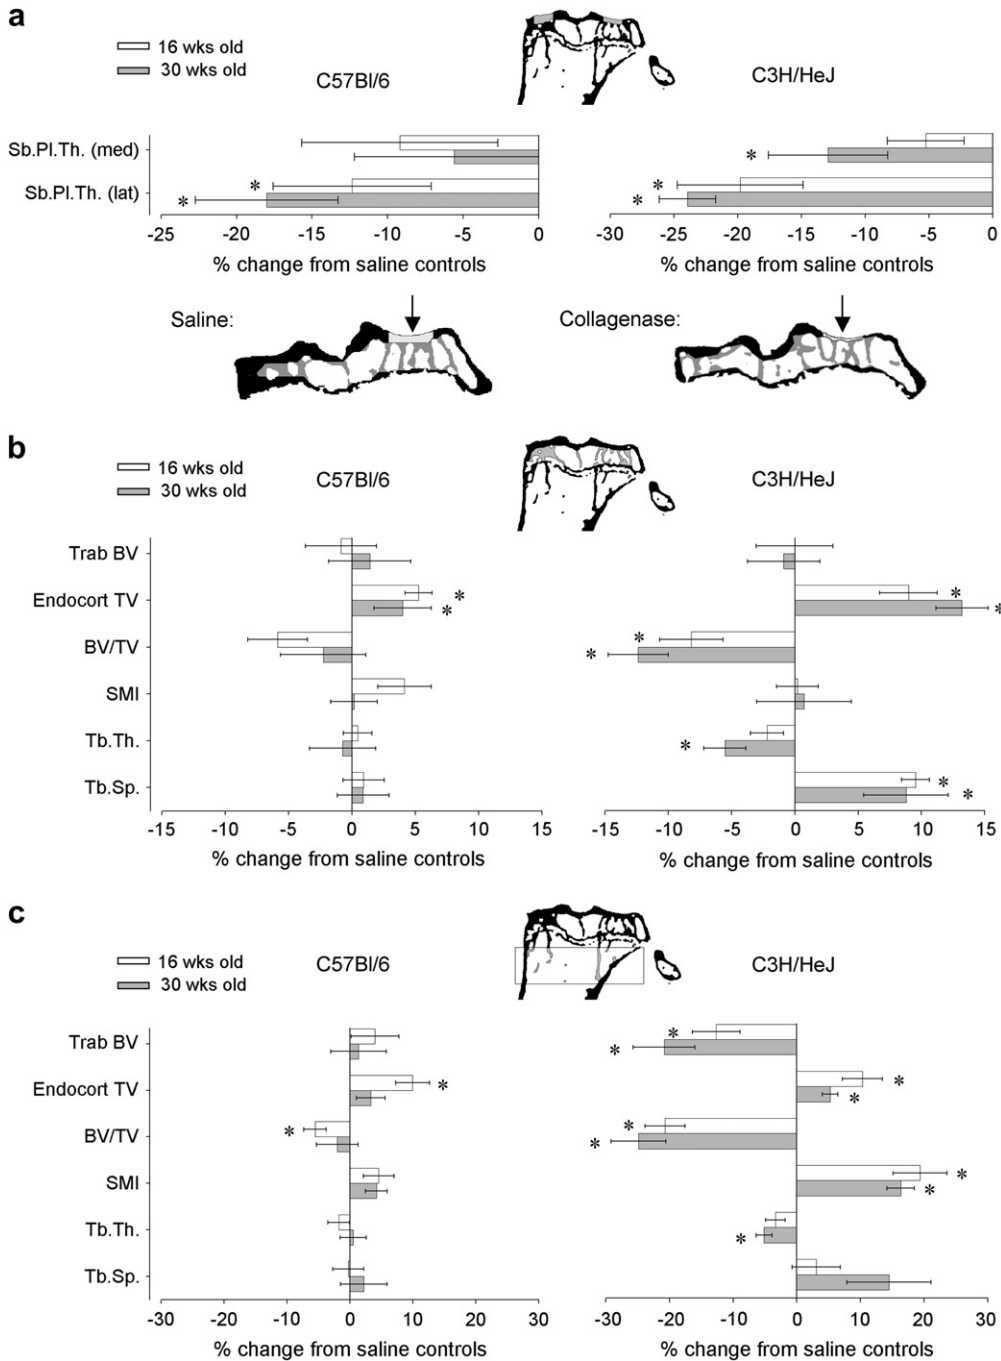 a
16 wks old
30 wks old
C57Bl/6
C3H/HeJ
Sb.Pl.Th. (med)
*
Sb.Pl.Th. (lat)
*
*
*
*
-25 -20 -15 -10 -5 0
-30 -25 -20 -15 -10 -5 0
% change from saline controls
% change from saline controls
Saline:
Collagenase:
b
16 wks old
30 wks old
C57Bl/6
C3H/HeJ
Trab BV
Endocort TV
*
*
*
*
BV/TV
*
*
SMI
Tb.Th.
*
Tb.Sp.
*
*
-15 -10 -5 0 5 10 15
-15 -10 -5 0 5 10 15
% change from saline controls
% change from saline controls
c
16 wks old
30 wks old
C57Bl/6
C3H/HeJ
Trab BV
*
*
Endocort TV
*
*
*
BV/TV
*
*
*
SMI
*
*
Tb.Th.
*
Tb.Sp.
-30 -20 -10 0 10 20 30
-30 -20 -10 0 10 20 30
% change from saline controls
% change from saline controls